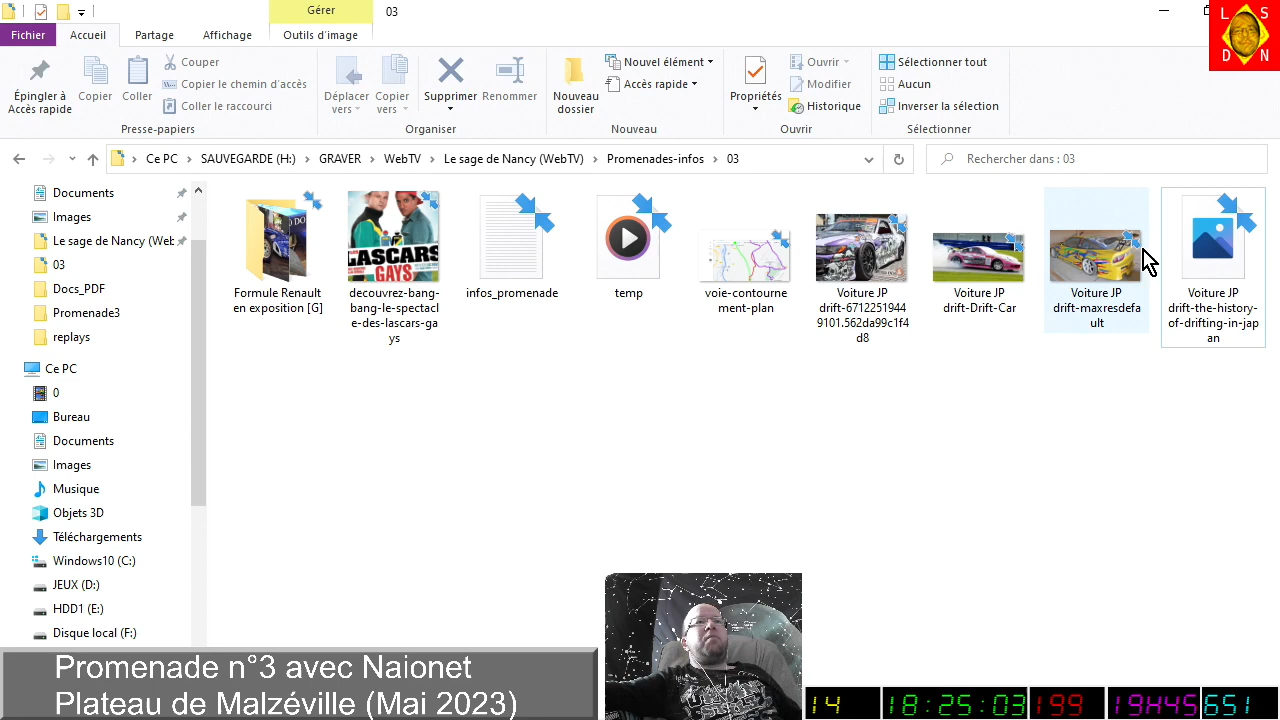 Gérer
03
Fichier
Accueil
Partage
Affichage
Outils d'image
L S
D N
Épingler à
Accès rapide
Copier
Coller
Couper
Copier le chemin d'accès
Coller le raccourci
Presse-papiers
Déplacer
vers
Copier
vers
Supprimer
Renommer
Organiser
Nouveau
dossier
Nouvel élément
Accès rapide
Nouveau
Propriétés
Ouvrir
Modifier
Historique
Ouvrir
Sélectionner tout
Aucun
Inverser la sélection
Sélectionner
Ce PC
SAUVEGARDE (H:)
GRAVER
WebTV
Le sage de Nancy (WebTV)
Promenades-infos
03
Rechercher dans : 03
Documents
Images
Le sage de Nancy (Web
03
Docs_PDF
Promenade3
replays
Ce PC
0
Bureau
Documents
Images
Musique
Objets 3D
Téléchargements
Windows10 (C:)
JEUX (D:)
HDD1 (E:)
Disque local (F:)
LASCARS
GAYS
Formule Renault
en exposition [G]
decouvrez-bang-
bang-le-spectacl
e-des-lascars-ga
ys
infos_promenade
temp
voie-contourne
ment-plan
Voiture JP
drift-6712251944
9101.562da99c1f4
d8
Voiture JP
drift-Drift-Car
Voiture JP
drift-maxresdefa
ult
Voiture JP
drift-the-history-
of-drifting-in-jap
an
Promenade n°3 avec Naionet
Plateau de Malzéville (Mai 2023)
14
18:25:03
199
19H45
651